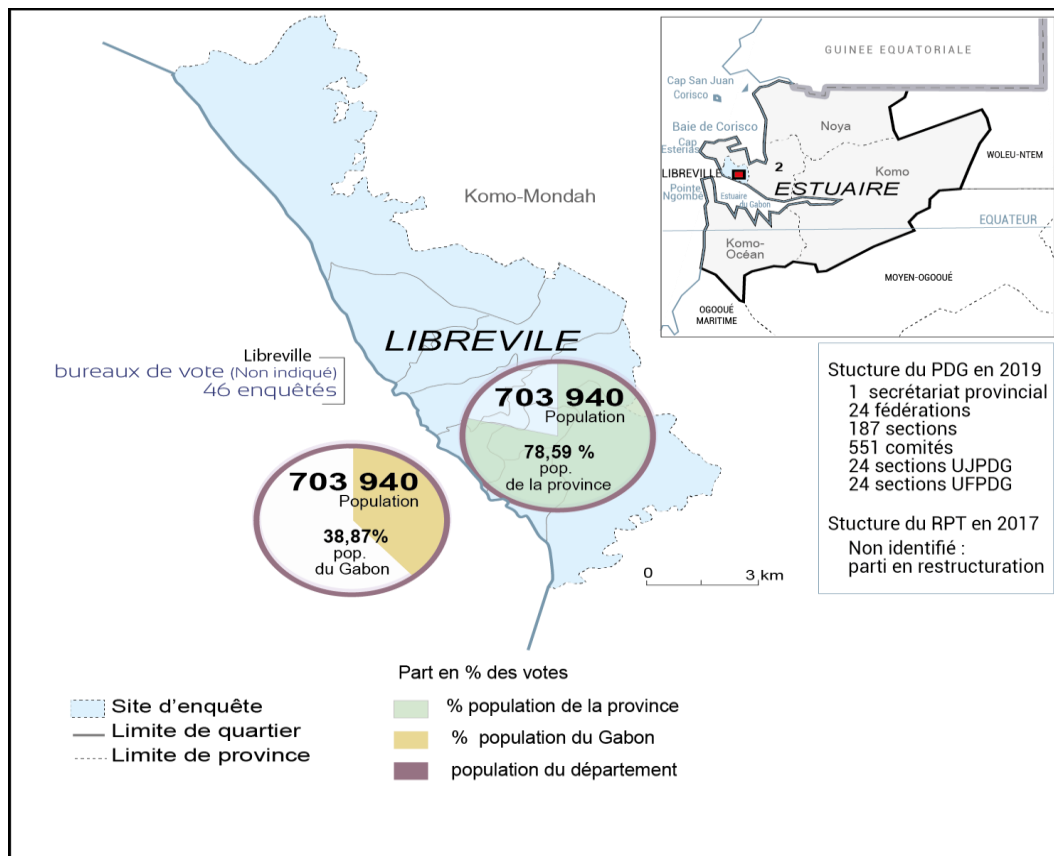 GUINEE EQUATORIALE
Cap San Juan
Corisco
Baie de Corisco
Cap
Esterias
Noya
WOLEU-NTEM
LIBREVILLE
2
Komo
ESTUAIRE
Pointe
Ngombé
Estuaire
du Gabon
EQUATEUR
Komo-
Océan
MOYEN-OGOOUÉ
OGOOUÉ
MARITIME
Komo-Mondah
LIBREVILE
Libreville
bureaux de vote (Non indiqué)
46 enquêtés
703 940
Population
78,59 %
pop.
de la province
703 940
Population
38,87%
pop.
du Gabon
0 3 km
Stucture du PDG en 2019
1 secrétariat provincial
24 fédérations
187 sections
551 comités
24 sections UJPDG
24 sections UFPDG
Stucture du RPT en 2017
Non identifié :
parti en restructuration
Site d'enquête
Limite de quartier
Limite de province
Part en % des votes
% population de la province
% population du Gabon
population du département